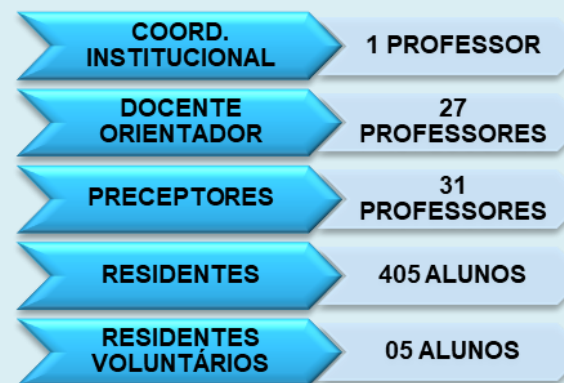 COORD.
INSTITUCIONAL
1 PROFESSOR
DOCENTE
ORIENTADOR
27
PROFESSORES
PRECEPTORES
31
PROFESSORES
RESIDENTES
405 ALUNOS
RESIDENTES
VOLUNTÁRIOS
05 ALUNOS